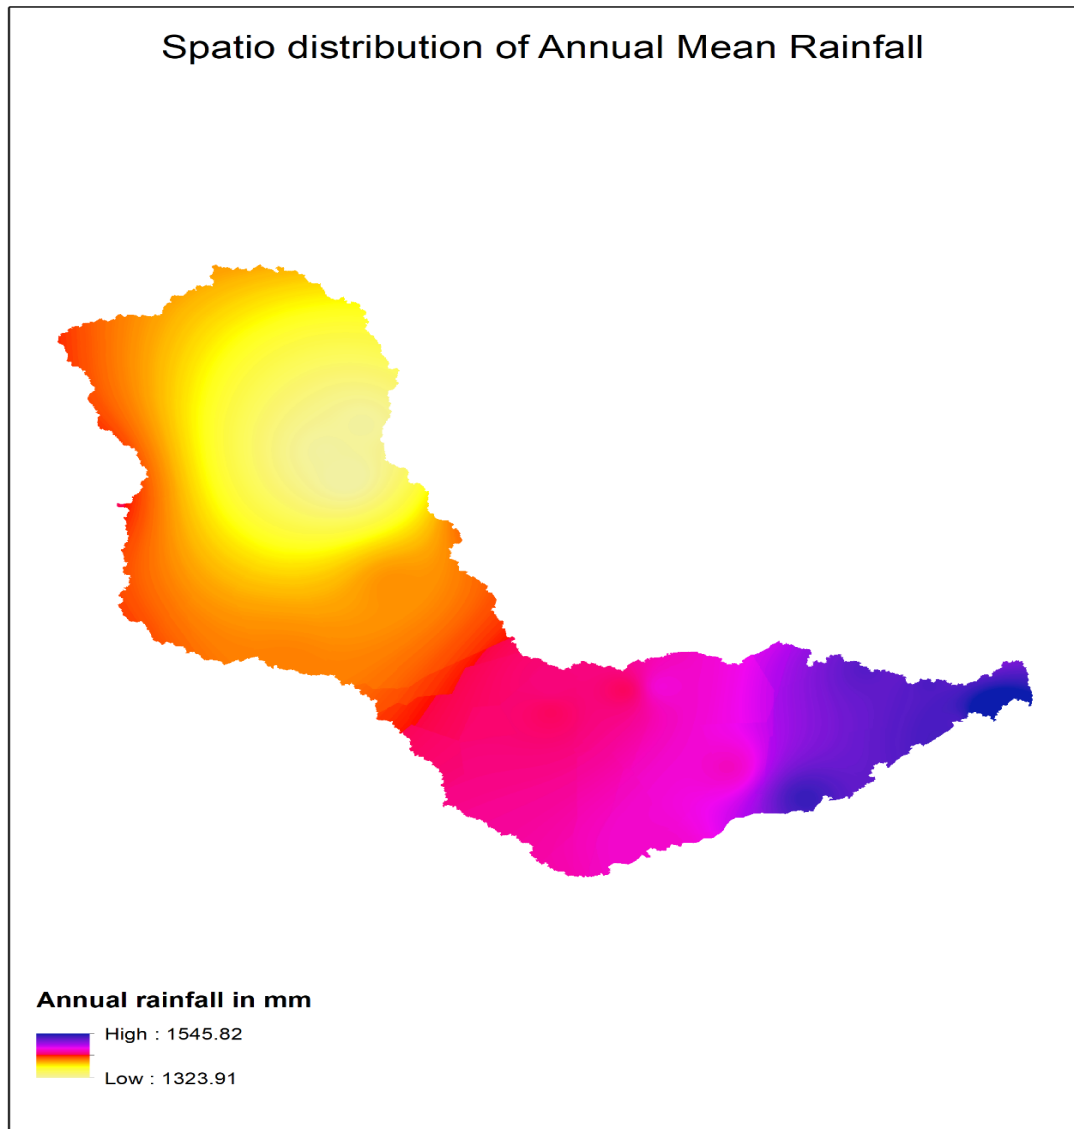 Spatio distribution of Annual Mean Rainfall
Annual rainfall in mm
High : 1545.82
Low : 1323.91